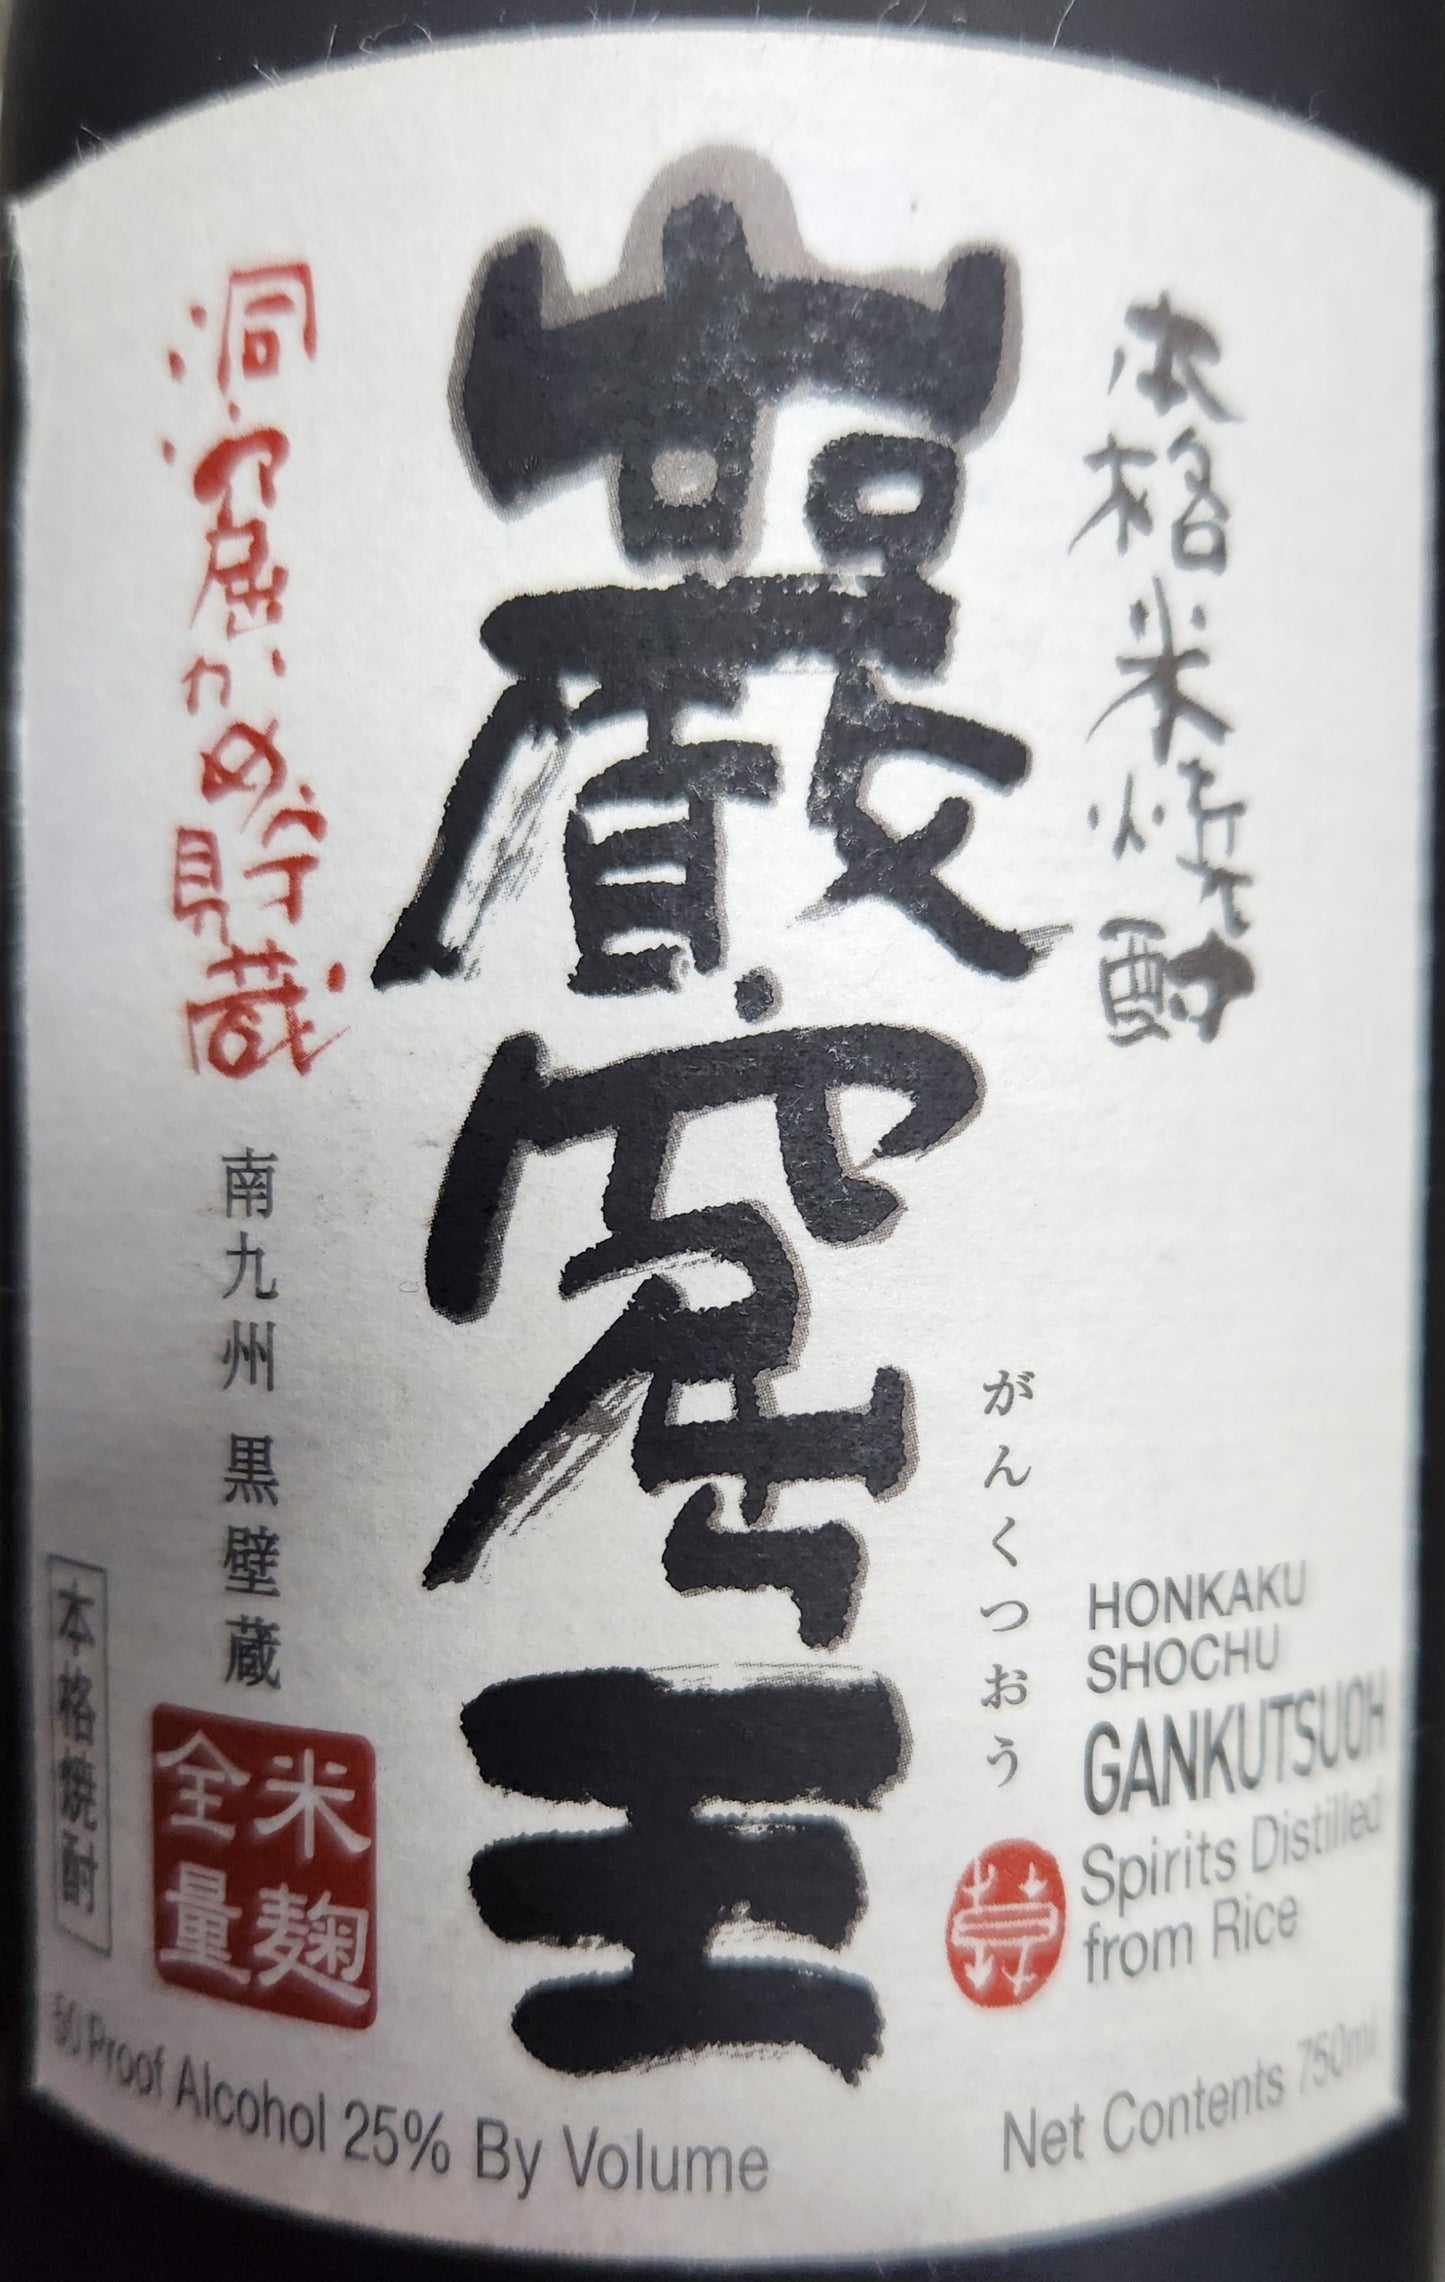 本格米焼酎
巌窟王
がんくつおう
洞窟かめ貯蔵
南九州 黒壁蔵
米麹
全量
本格焼酎
HONKAKU
SHOCHU
GANKUTSUOH
Spirits Distilled
from Rice
50 Proof Alcohol 25% By Volume
Net Contents 750ml